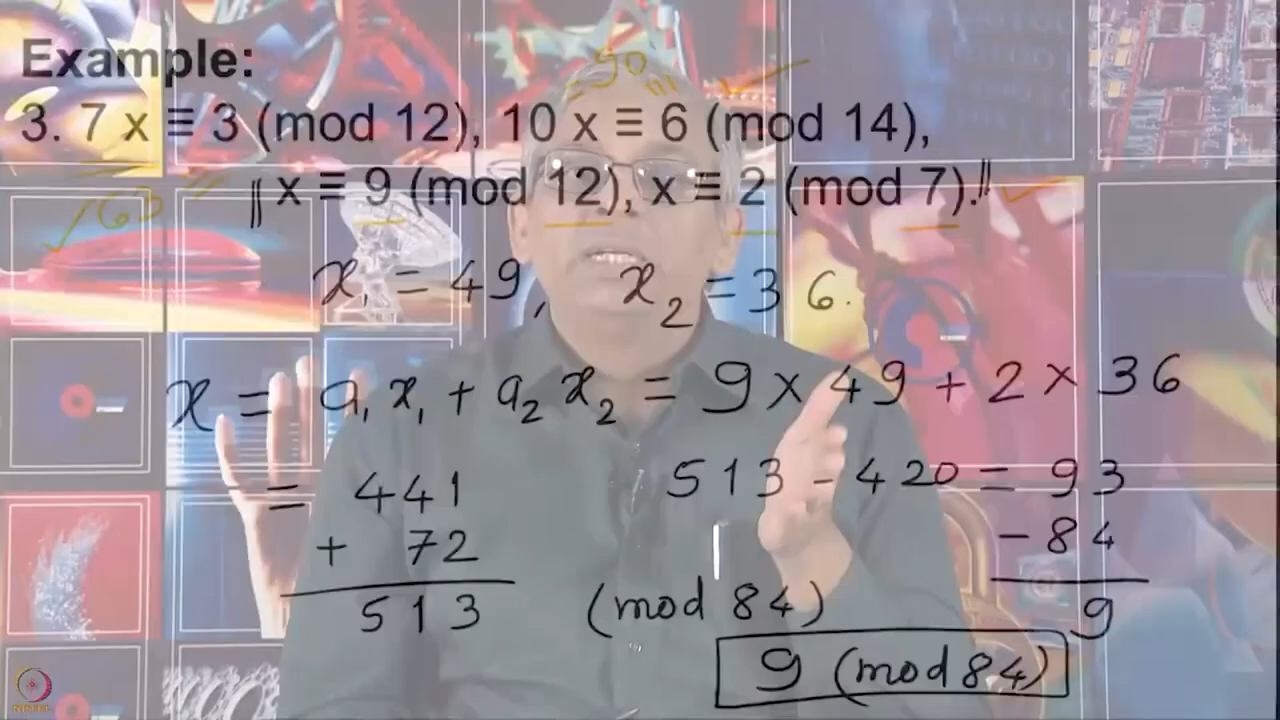 Example:
= 90
3. 7 x ≡ 3 (mod 12), 10 x ≡ 6 (mod 14),
63
x ≡ 9 (mod 12), x ≡ 2 (mod 7).
x₁ = 49, x₂ = 36.
x = a₁x₁ + a₂x₂ = 9 × 49 + 2 × 36
= 441 513 - 420 = 93
+ 72 - 84
513 (mod 84) 9
9 (mod 84)